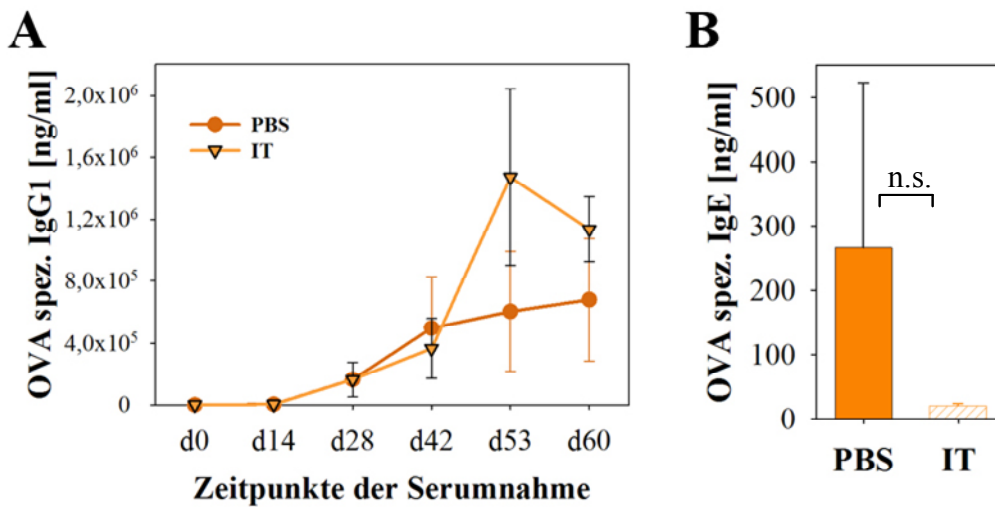 A
OVA spez. IgG1 [ng/ml]
2,0x10⁶
1,6x10⁶
1,2x10⁶
8,0x10⁵
4,0x10⁵
0
PBS
IT
d0 d14 d28 d42 d53 d60
Zeitpunkte der Serumnahme
B
OVA spez. IgE [ng/ml]
500
400
300
200
100
0
n.s.
PBS IT